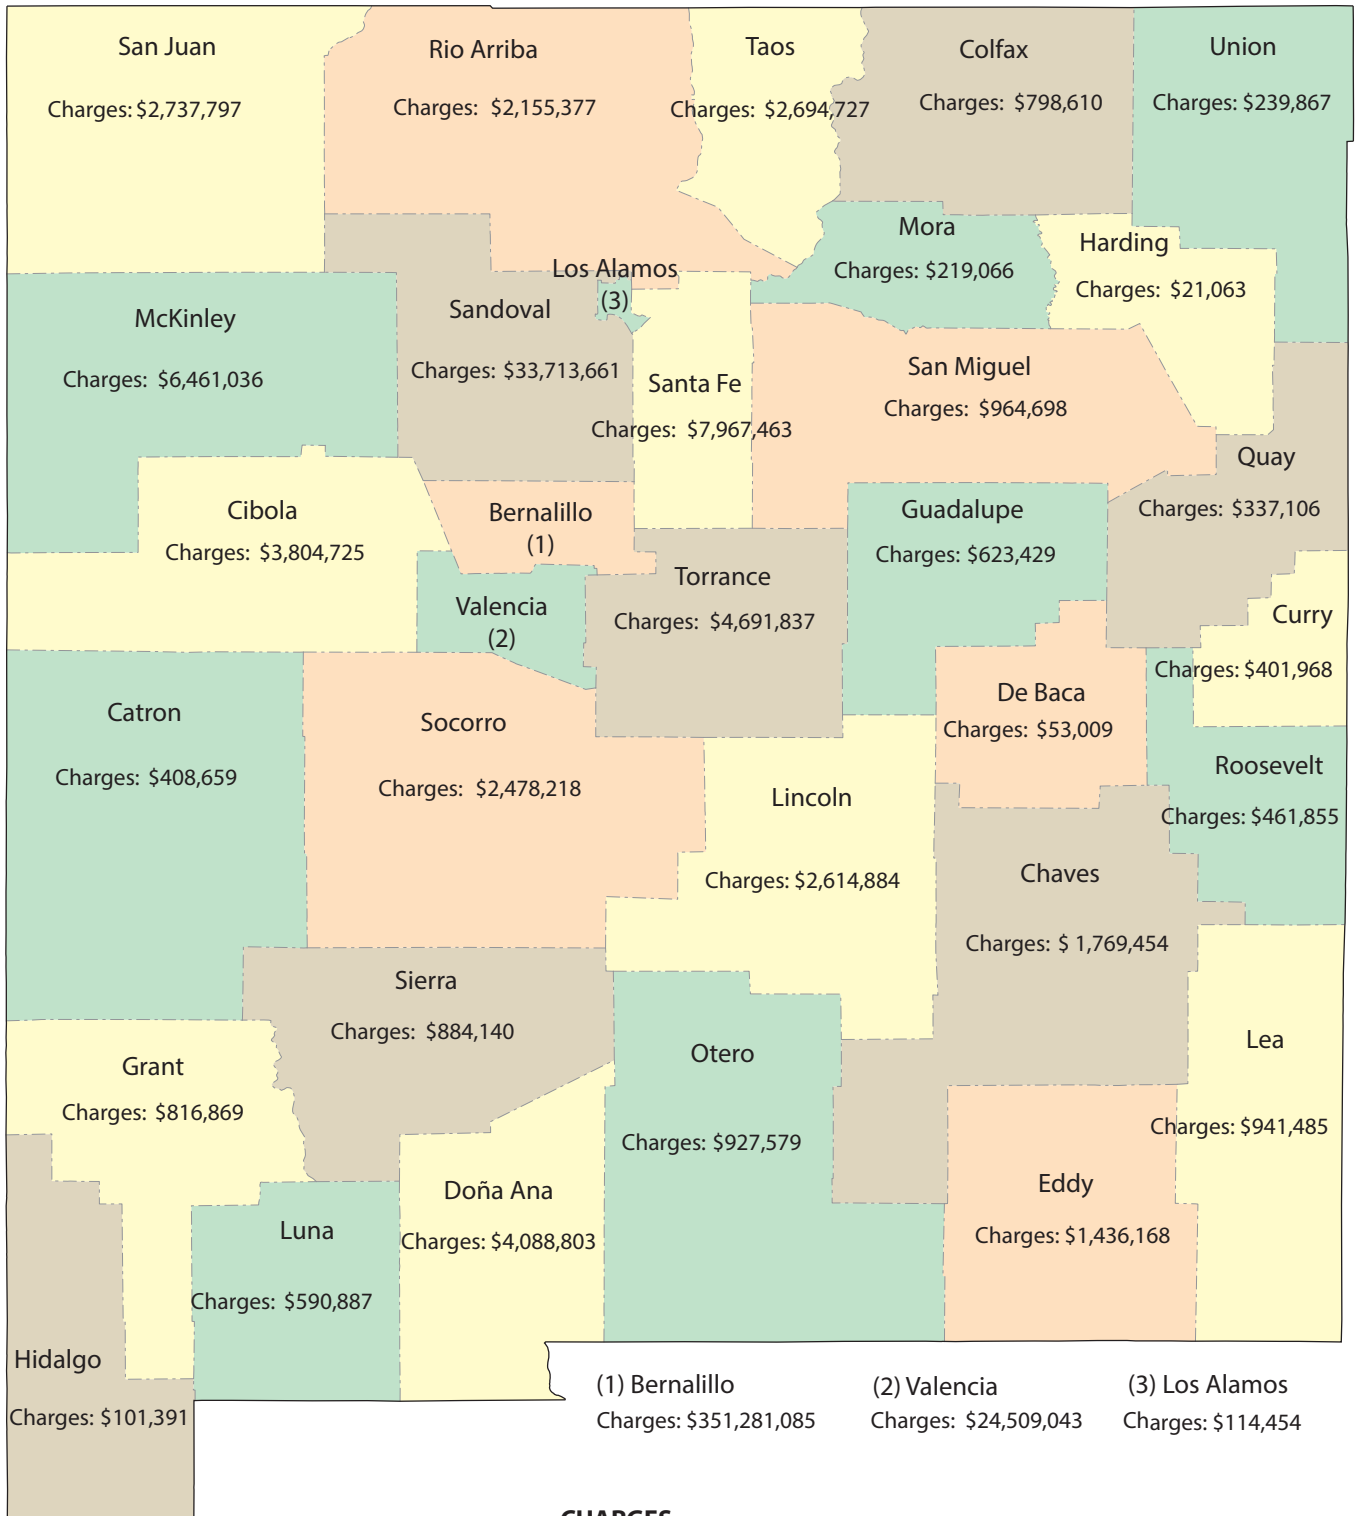 San Juan
Charges: $2,737,797
Rio Arriba
Charges: $2,155,377
Taos
Charges: $2,694,727
Colfax
Charges: $798,610
Union
Charges: $239,867
Mora
Charges: $219,066
Harding
Charges: $21,063
Los Alamos
(3)
McKinley
Charges: $6,461,036
Sandoval
Charges: $33,713,661
Santa Fe
Charges: $7,967,463
San Miguel
Charges: $964,698
Quay
Charges: $337,106
Cibola
Charges: $3,804,725
Bernalillo
(1)
Guadalupe
Charges: $623,429
Torrance
Charges: $4,691,837
Valencia
(2)
Curry
Charges: $401,968
De Baca
Charges: $53,009
Catron
Charges: $408,659
Socorro
Charges: $2,478,218
Roosevelt
Charges: $461,855
Lincoln
Charges: $2,614,884
Chaves
Charges: $ 1,769,454
Sierra
Charges: $884,140
Grant
Charges: $816,869
Otero
Charges: $927,579
Lea
Charges: $941,485
Doña Ana
Charges: $4,088,803
Eddy
Charges: $1,436,168
Luna
Charges: $590,887
Hidalgo
Charges: $101,391
(1) Bernalillo
Charges: $351,281,085
(2) Valencia
Charges: $24,509,043
(3) Los Alamos
Charges: $114,454
CHARGES